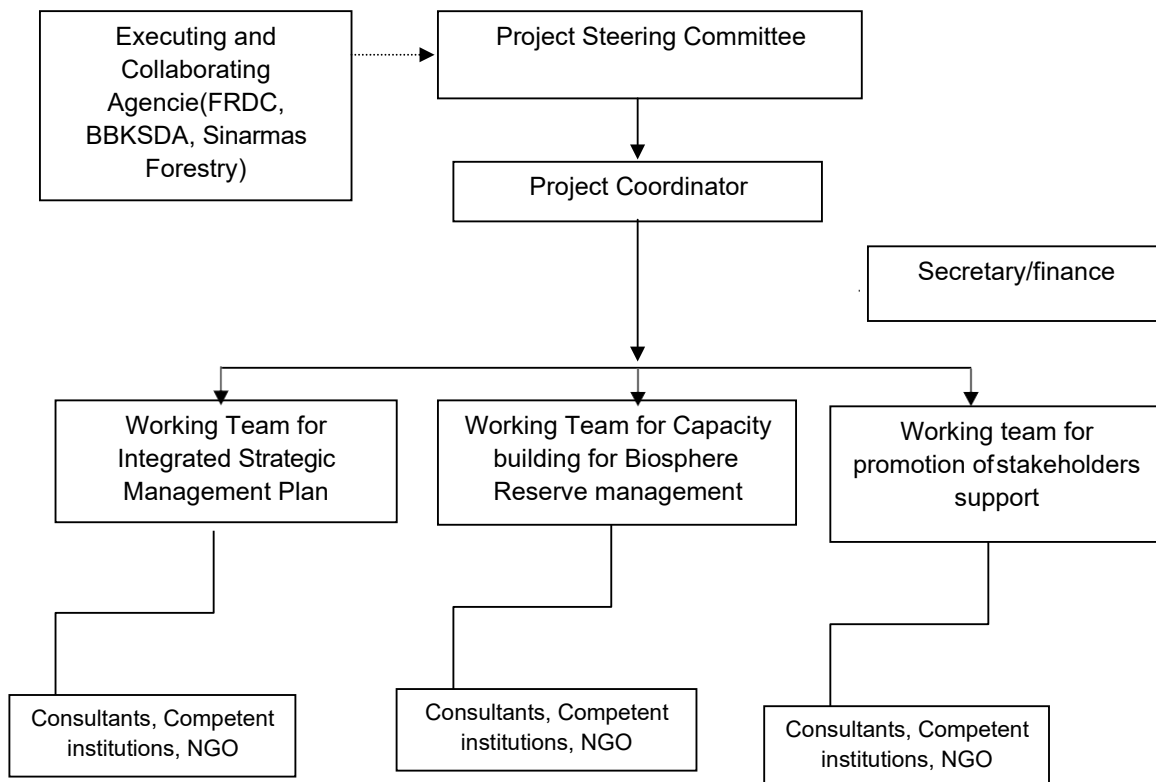 Executing and
Collaborating
Agencie(FRDC,
BBKSDA, Sinarmas
Forestry)
Project Steering Committee
Project Coordinator
Secretary/finance
Working Team for
Integrated Strategic
Management Plan
Working Team for Capacity
building for Biosphere
Reserve management
Working team for
promotion ofstakeholders
support
Consultants, Competent
institutions, NGO
Consultants, Competent
institutions, NGO
Consultants, Competent
institutions, NGO